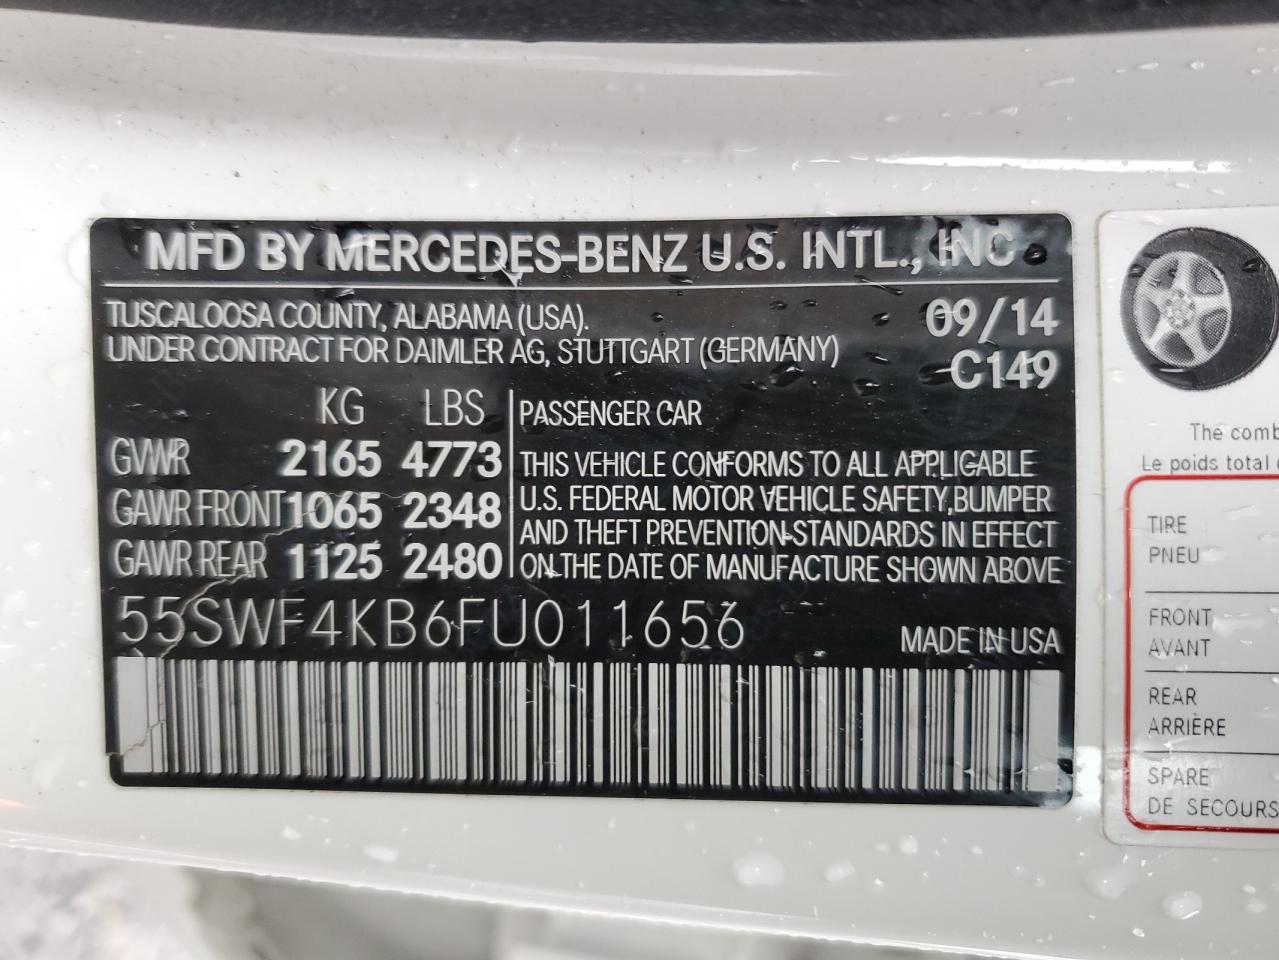 MFD BY MERCEDES-BENZ U.S. INTL., INC
TUSCALOOSA COUNTY, ALABAMA (USA). 09/14
UNDER CONTRACT FOR DAIMLER AG, STUTTGART (GERMANY) C149
KG LBS
GVWR 2165 4773
GAWR FRONT 1065 2348
GAWR REAR 1125 2480
PASSENGER CAR
THIS VEHICLE CONFORMS TO ALL APPLICABLE
U.S. FEDERAL MOTOR VEHICLE SAFETY, BUMPER
AND THEFT PREVENTION STANDARDS IN EFFECT
ON THE DATE OF MANUFACTURE SHOWN ABOVE
55SWF4KB6FU011656
MADE IN USA
The comb
Le poids total
TIRE
PNEU
FRONT
AVANT
REAR
ARRIÈRE
SPARE
DE SECOURS